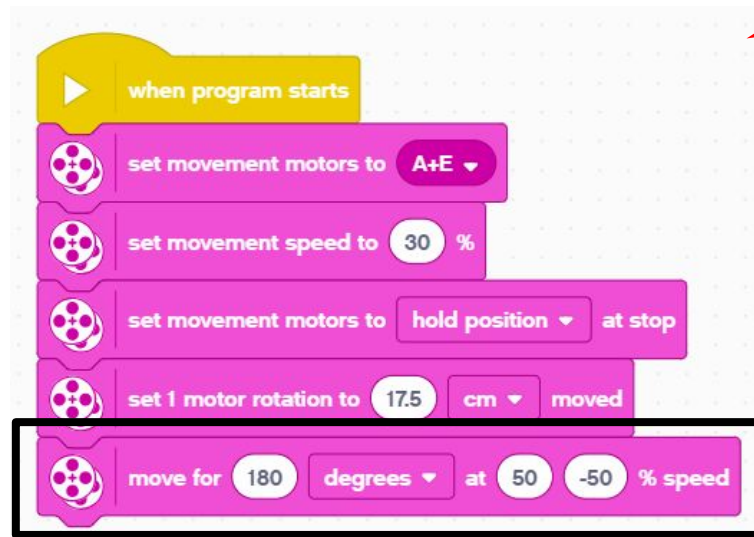 when program starts
set movement motors to A+E
set movement speed to 30 %
set movement motors to hold position at stop
set 1 motor rotation to 17.5 cm moved
move for 180 degrees at 50 -50 % speed